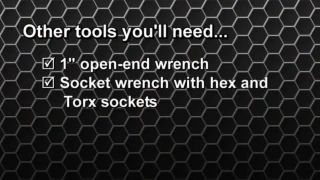 Other tools you'll need...
☑ 1” open-end wrench
☑ Socket wrench with hex and
Torx sockets